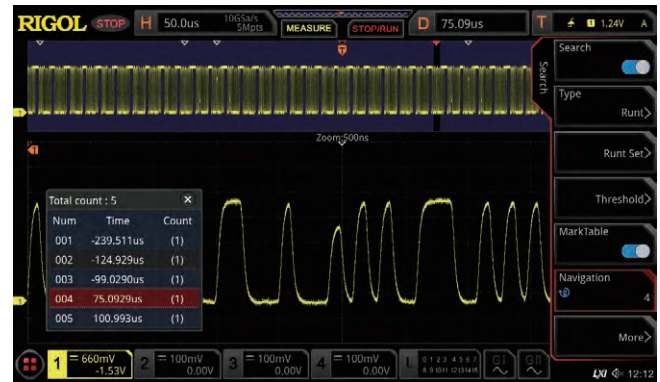 RIGOL STOP H 50.0us 10GSa/s 5Mpts MEASURE STOP/RUN D 75.09us T 1 1.24V A
T
Search
Search
Type
Runt>
Zoom:500ns
T
Runt Set>
Threshold>
Total count : 5 ×
Num Time Count
001 -239.511us (1)
002 -124.929us (1)
003 -99.0290us (1)
004 75.0929us (1)
005 100.993us (1)
MarkTable
Navigation
4
More>
1 660mV -1.53V 2 100mV 0.00V 3 100mV 0.00V 4 100mV 0.00V L 0 1 2 3 4 5 6 7 8 9 10 11 12 13 14 15 GI GII
LXI 12:12